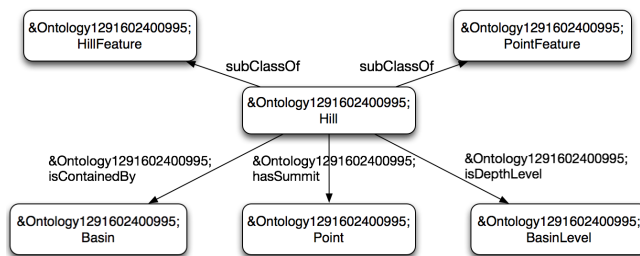 &Ontology1291602400995;
HillFeature
&Ontology1291602400995;
PointFeature
subClassOf
subClassOf
&Ontology1291602400995;
Hill
&Ontology1291602400995;
isContainedBy
&Ontology1291602400995;
hasSummit
&Ontology1291602400995;
isDepthLevel
&Ontology1291602400995;
Basin
&Ontology1291602400995;
Point
&Ontology1291602400995;
BasinLevel